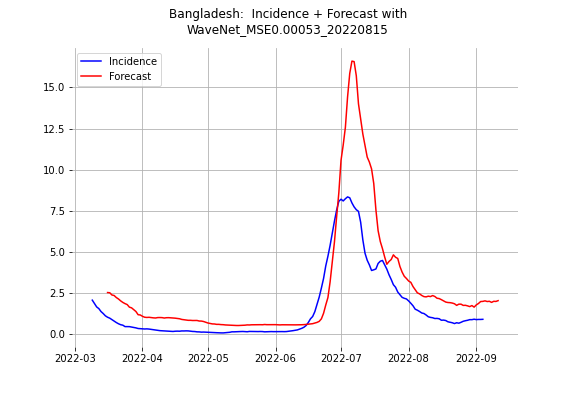 Bangladesh:  Incidence + Forecast with
WaveNet_MSE0.00053_20220815
Incidence
Forecast
15.0
12.5
10.0
7.5
5.0
2.5
0.0
2022-03 2022-04 2022-05 2022-06 2022-07 2022-08 2022-09